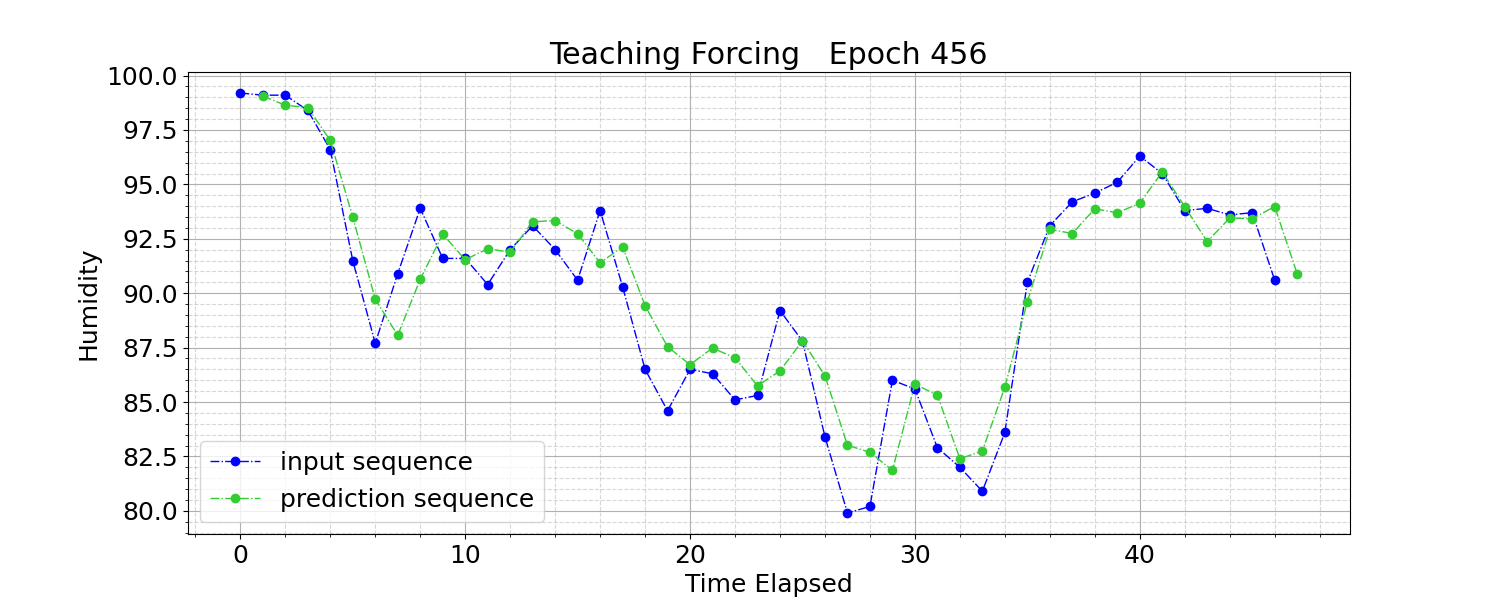 Teaching Forcing   Epoch 456
100.0
97.5
95.0
92.5
90.0
87.5
85.0
82.5
80.0
Humidity
input sequence
prediction sequence
0 10 20 30 40
Time Elapsed